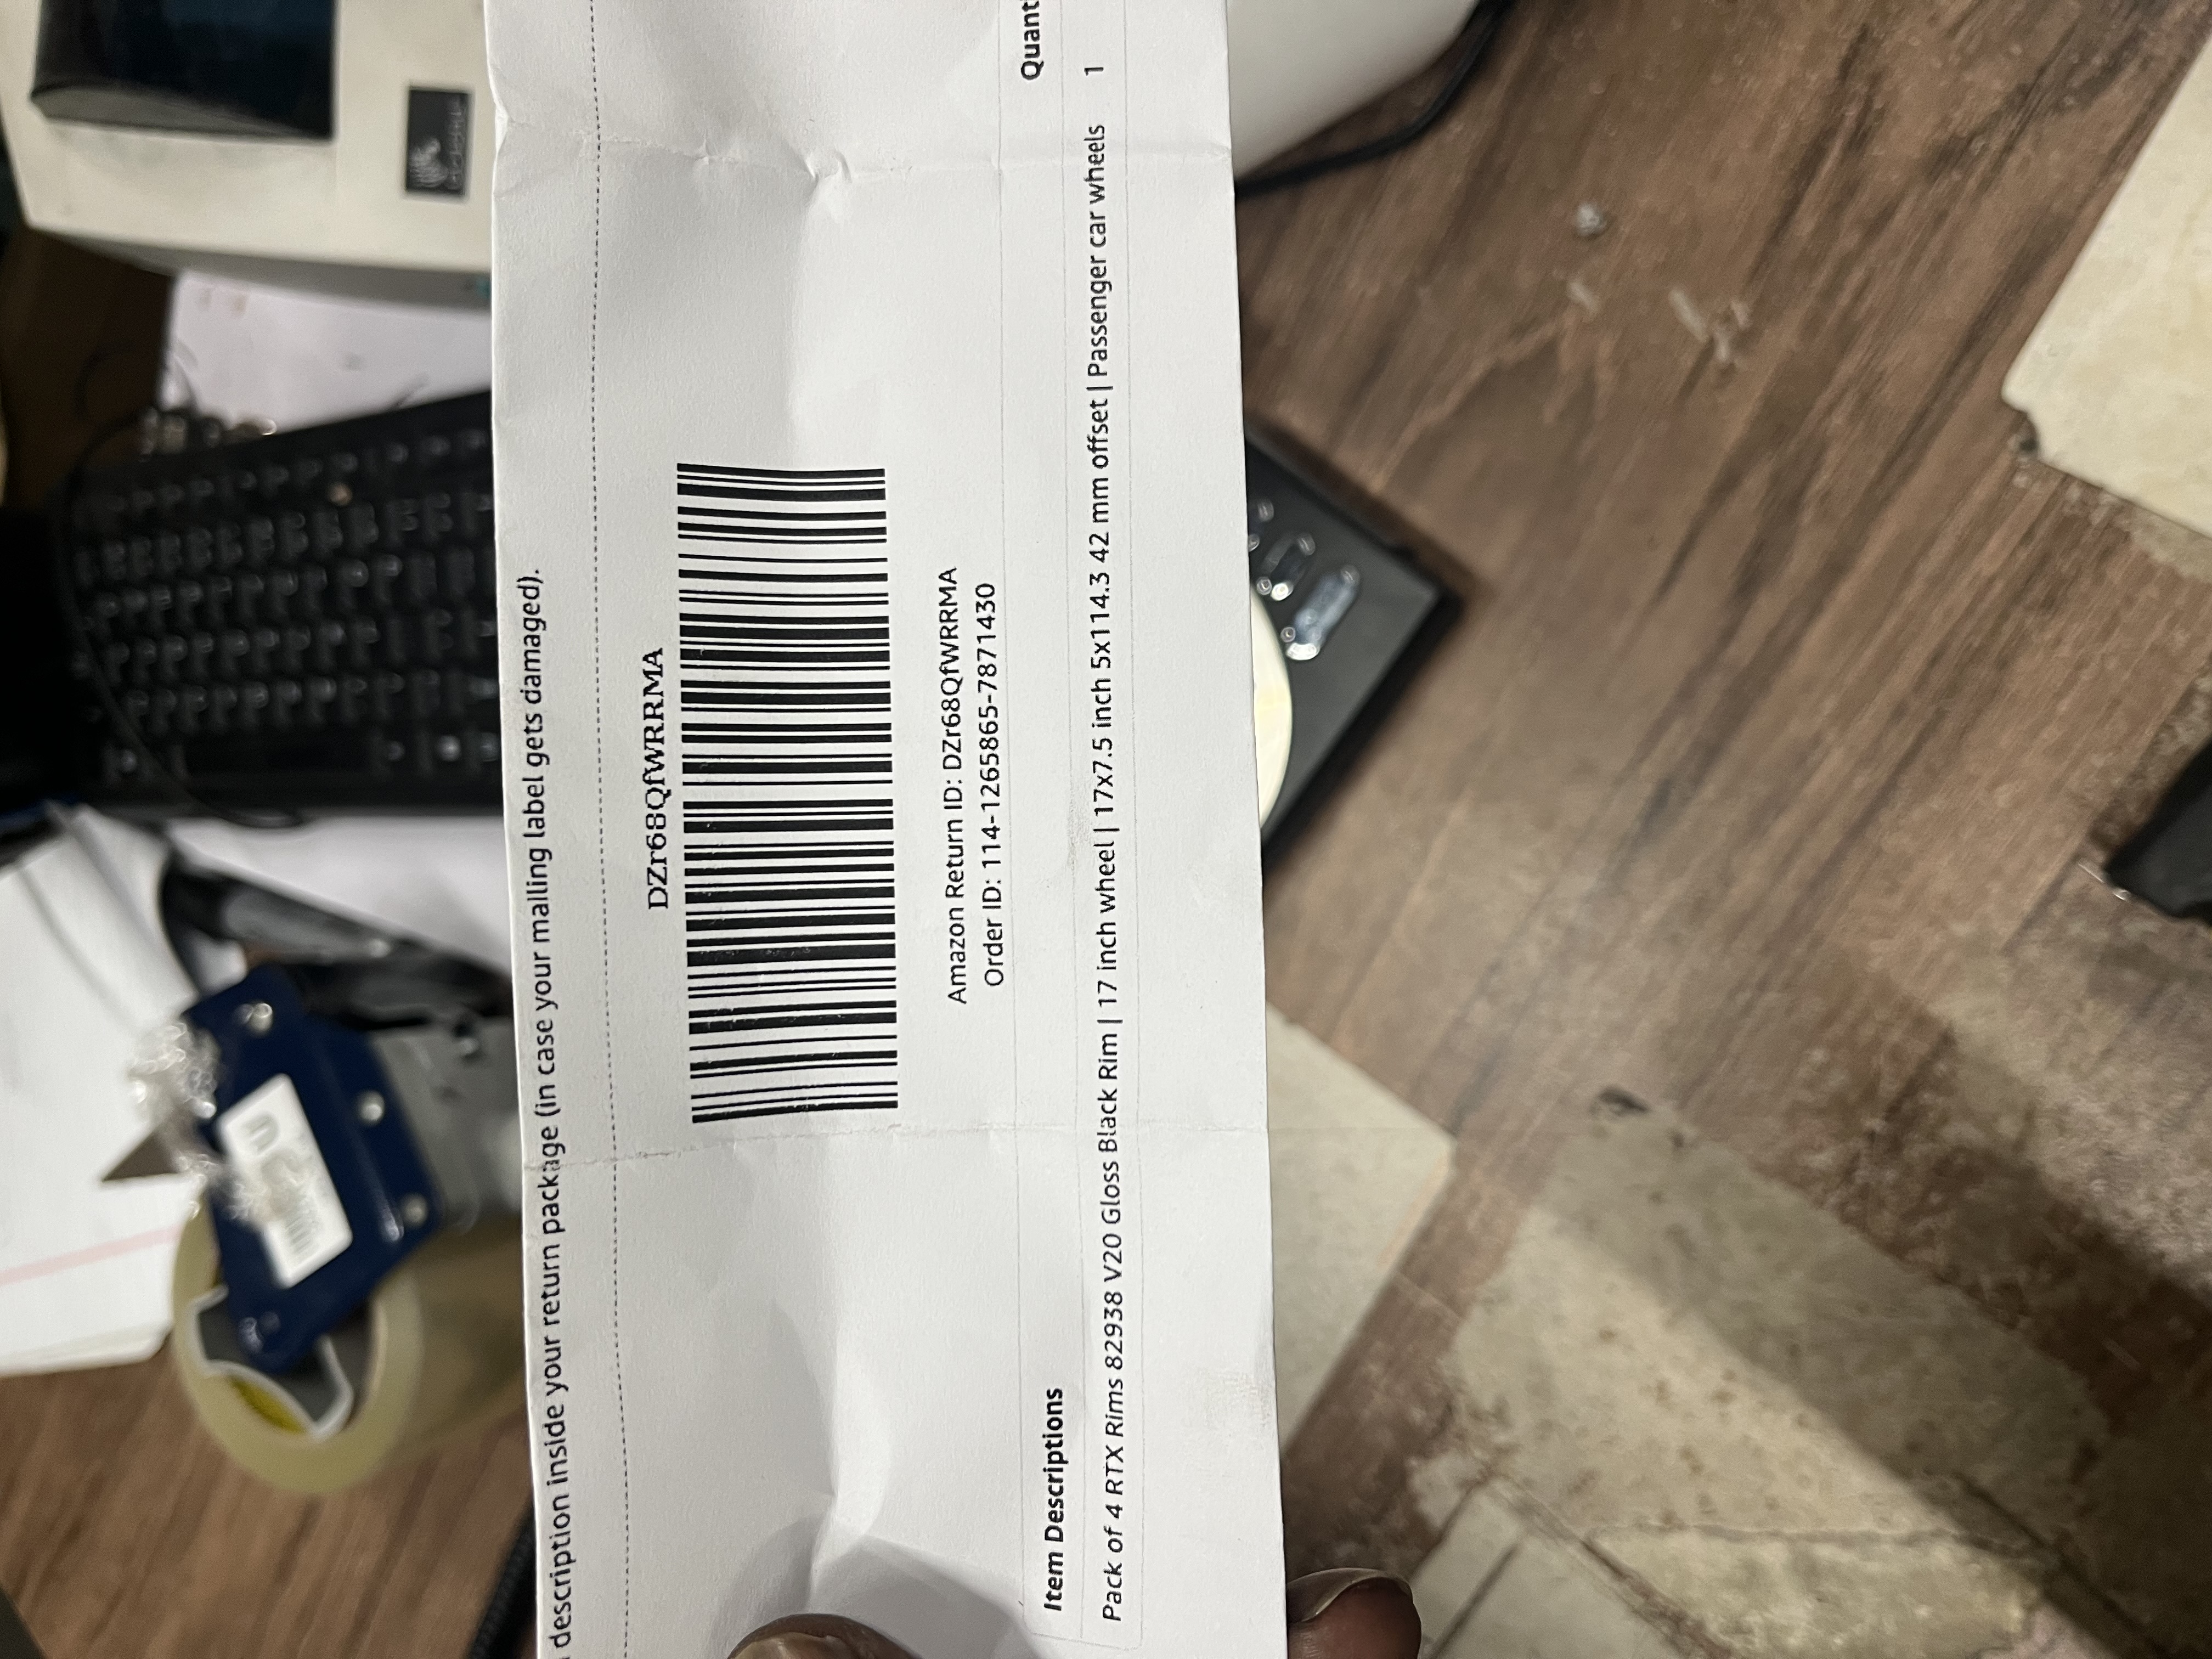 description inside your return package (in case your mailing label gets damaged).
DZr68QfWRRMA
Amazon Return ID: DZr68QfWRRMA
Order ID: 114-1265865-7871430
Item Descriptions Quant
Pack of 4 RTX Rims 82938 V20 Gloss Black Rim | 17 inch wheel | 17x7.5 inch 5x114.3 42 mm offset | Passenger car wheels 1